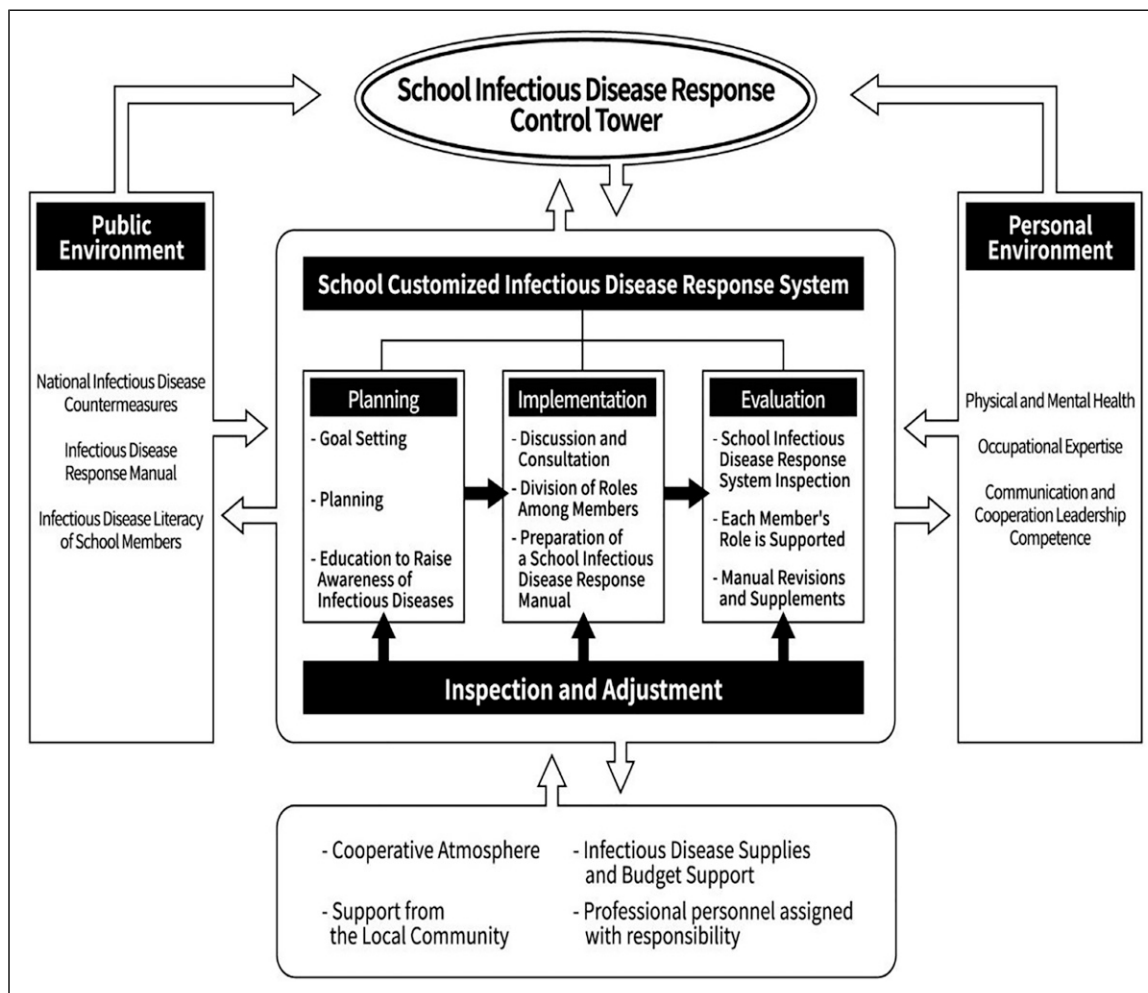 School Infectious Disease Response
Control Tower
Public
Environment
National Infectious Disease
Countermeasures
Infectious Disease
Response Manual
Infectious Disease Literacy
of School Members
School Customized Infectious Disease Response System
Planning
- Goal Setting
- Planning
- Education to Raise
Awareness of
Infectious Diseases
Implementation
- Discussion and
Consultation
- Division of Roles
Among Members
- Preparation of
a School Infectious
Disease Response
Manual
Evaluation
- School Infectious
Disease Response
System Inspection
- Each Member's
Role is Supported
- Manual Revisions
and Supplements
Inspection and Adjustment
Personal
Environment
Physical and Mental Health
Occupational Expertise
Communication and
Cooperation Leadership
Competence
- Cooperative Atmosphere
- Support from
the Local Community
- Infectious Disease Supplies
and Budget Support
- Professional personnel assigned
with responsibility